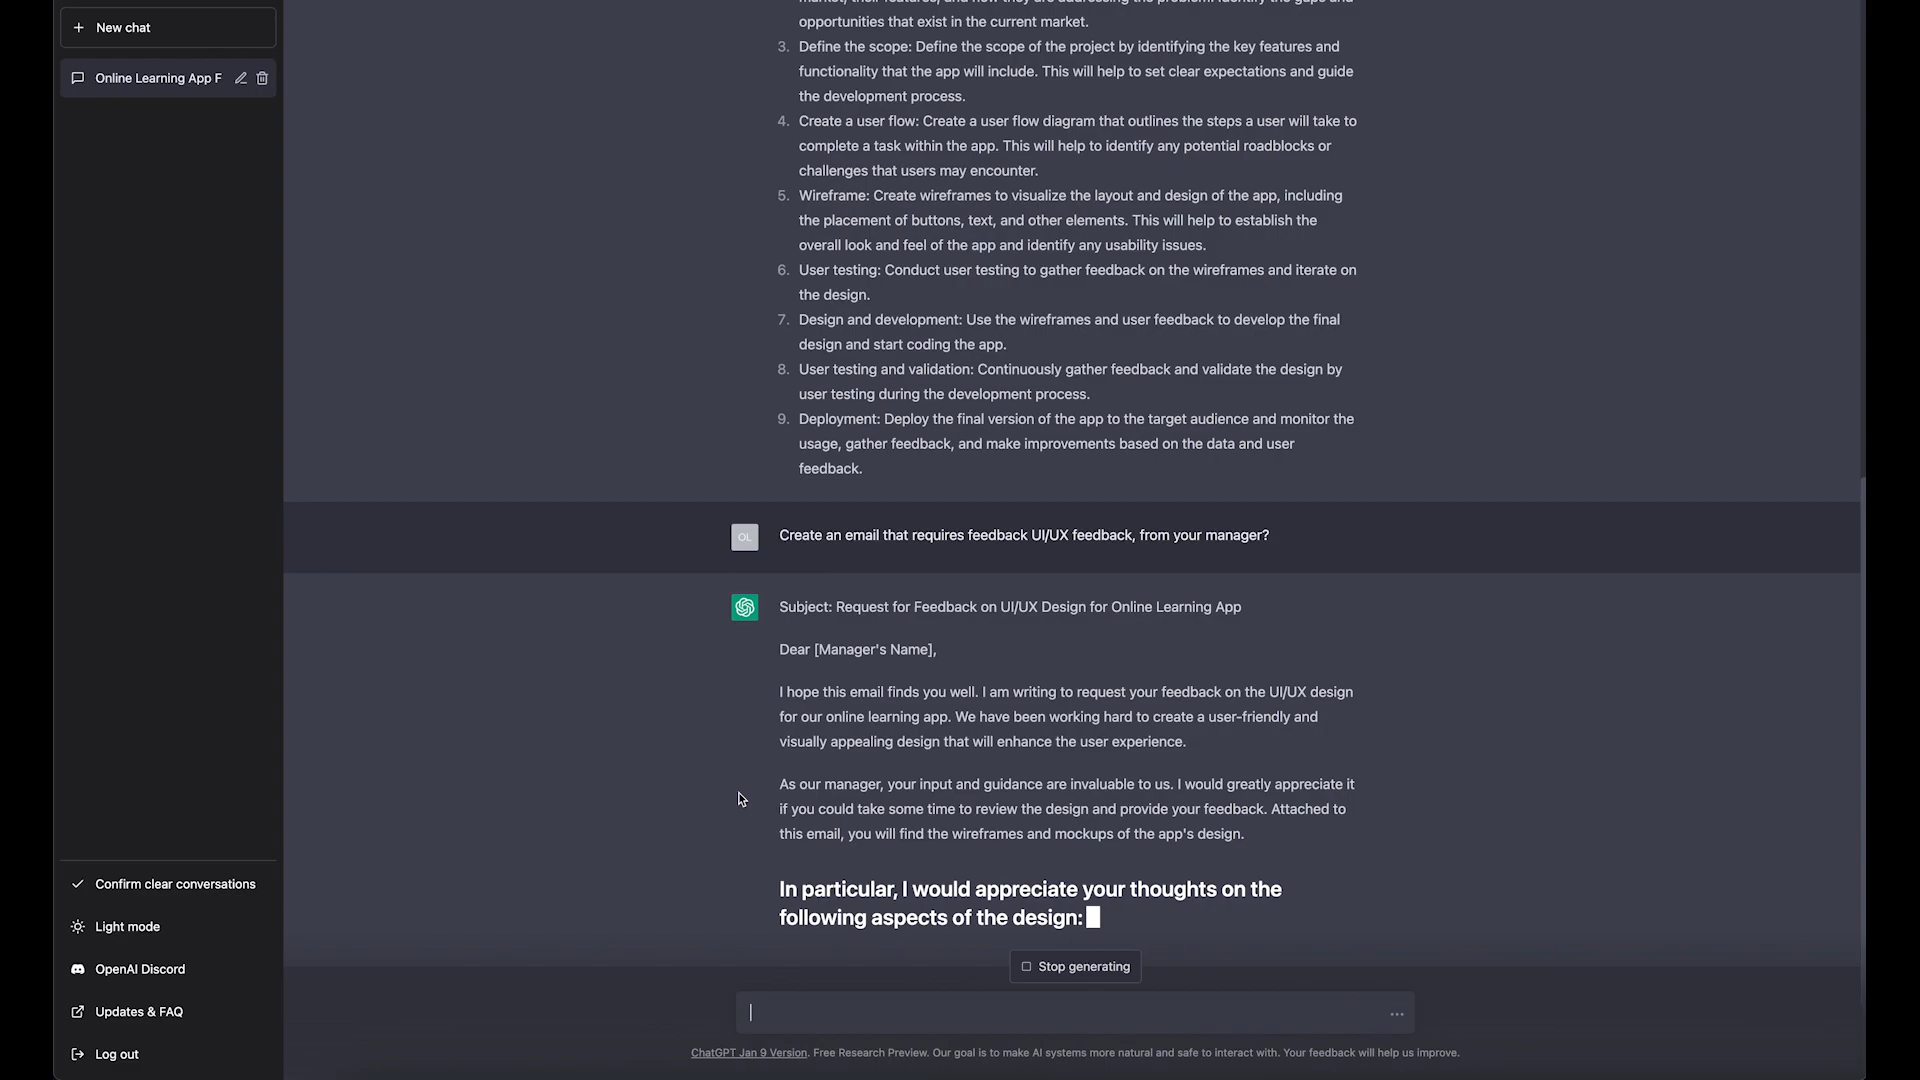 New chat
Online Learning App F
opportunities that exist in the current market.
3. Define the scope: Define the scope of the project by identifying the key features and
functionality that the app will include. This will help to set clear expectations and guide
the development process.
4. Create a user flow: Create a user flow diagram that outlines the steps a user will take to
complete a task within the app. This will help to identify any potential roadblocks or
challenges that users may encounter.
5. Wireframe: Create wireframes to visualize the layout and design of the app, including
the placement of buttons, text, and other elements. This will help to establish the
overall look and feel of the app and identify any usability issues.
6. User testing: Conduct user testing to gather feedback on the wireframes and iterate on
the design.
7. Design and development: Use the wireframes and user feedback to develop the final
design and start coding the app.
8. User testing and validation: Continuously gather feedback and validate the design by
user testing during the development process.
9. Deployment: Deploy the final version of the app to the target audience and monitor the
usage, gather feedback, and make improvements based on the data and user
feedback.
OL
Create an email that requires feedback UI/UX feedback, from your manager?
Subject: Request for Feedback on UI/UX Design for Online Learning App
Dear [Manager's Name],
I hope this email finds you well. I am writing to request your feedback on the UI/UX design
for our online learning app. We have been working hard to create a user-friendly and
visually appealing design that will enhance the user experience.
As our manager, your input and guidance are invaluable to us. I would greatly appreciate it
if you could take some time to review the design and provide your feedback. Attached to
this email, you will find the wireframes and mockups of the app's design.
In particular, I would appreciate your thoughts on the
following aspects of the design:
Stop generating
Confirm clear conversations
Light mode
OpenAI Discord
Updates & FAQ
Log out
ChatGPT Jan 9 Version. Free Research Preview. Our goal is to make AI systems more natural and safe to interact with. Your feedback will help us improve.